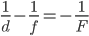 1/d - 1/f = - 1/F